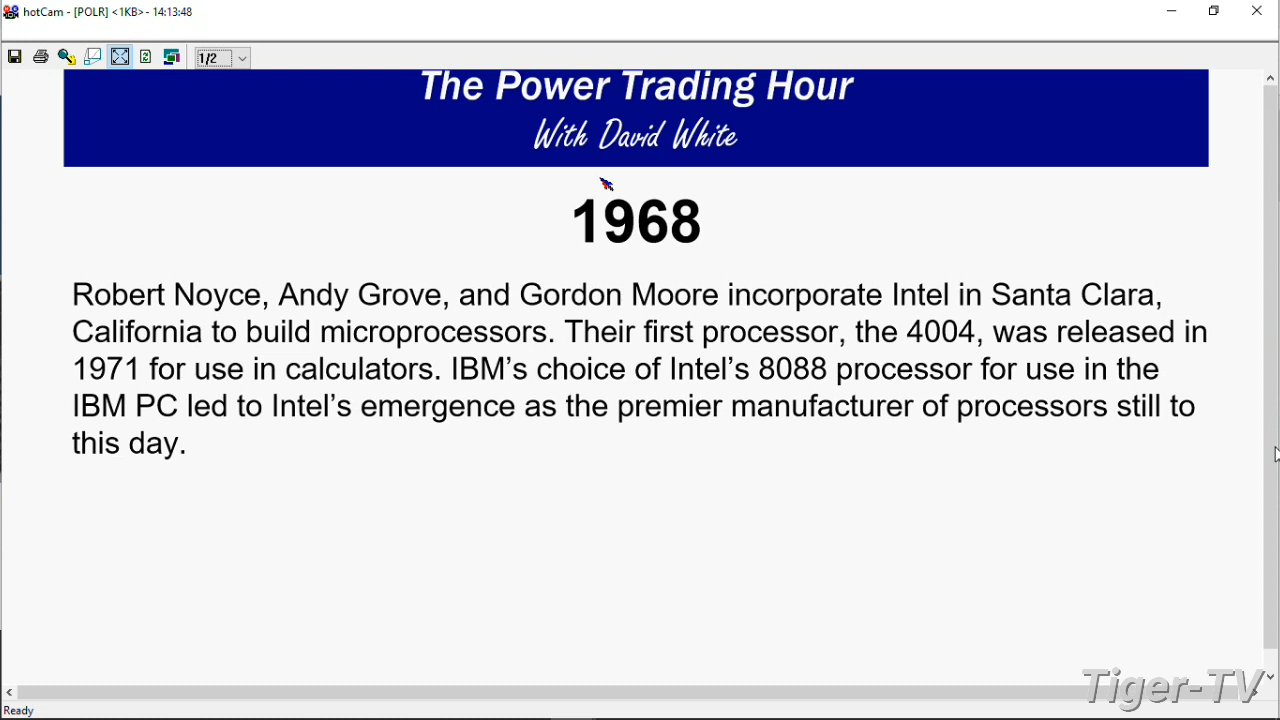 hotCam - [POLR] <1KB> - 14:13:48
1/2
The Power Trading Hour
With David White
1968
Robert Noyce, Andy Grove, and Gordon Moore incorporate Intel in Santa Clara,
California to build microprocessors. Their first processor, the 4004, was released in
1971 for use in calculators. IBM’s choice of Intel’s 8088 processor for use in the
IBM PC led to Intel’s emergence as the premier manufacturer of processors still to
this day.
Tiger-TV
Ready